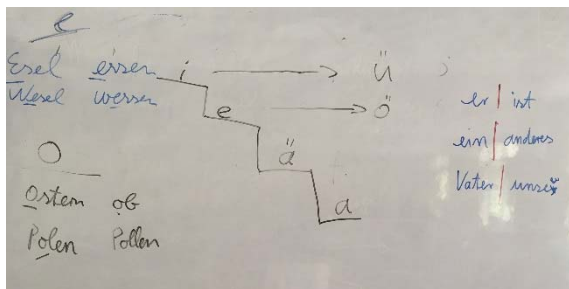 e
Esel essen
Wesel wessen
O
Ostern ob
Polen Pollen
i → ü
e → ö
ä
a
er | ist
ein | anderes
Vater | unser